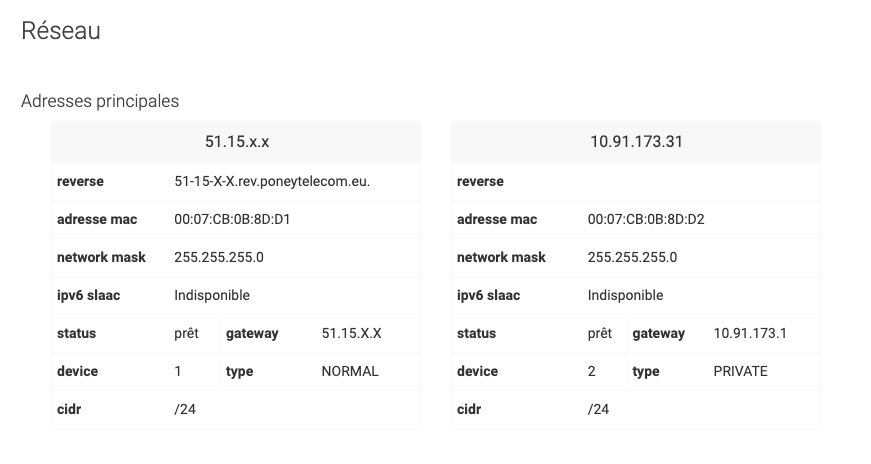 Réseau
Adresses principales
51.15.x.x
reverse 51-15-X-X.rev.poneytelecom.eu.
adresse mac 00:07:CB:0B:8D:D1
network mask 255.255.255.0
ipv6 slaac Indisponible
status prêt gateway 51.15.X.X
device 1 type NORMAL
cidr /24
10.91.173.31
reverse
adresse mac 00:07:CB:0B:8D:D2
network mask 255.255.255.0
ipv6 slaac Indisponible
status prêt gateway 10.91.173.1
device 2 type PRIVATE
cidr /24